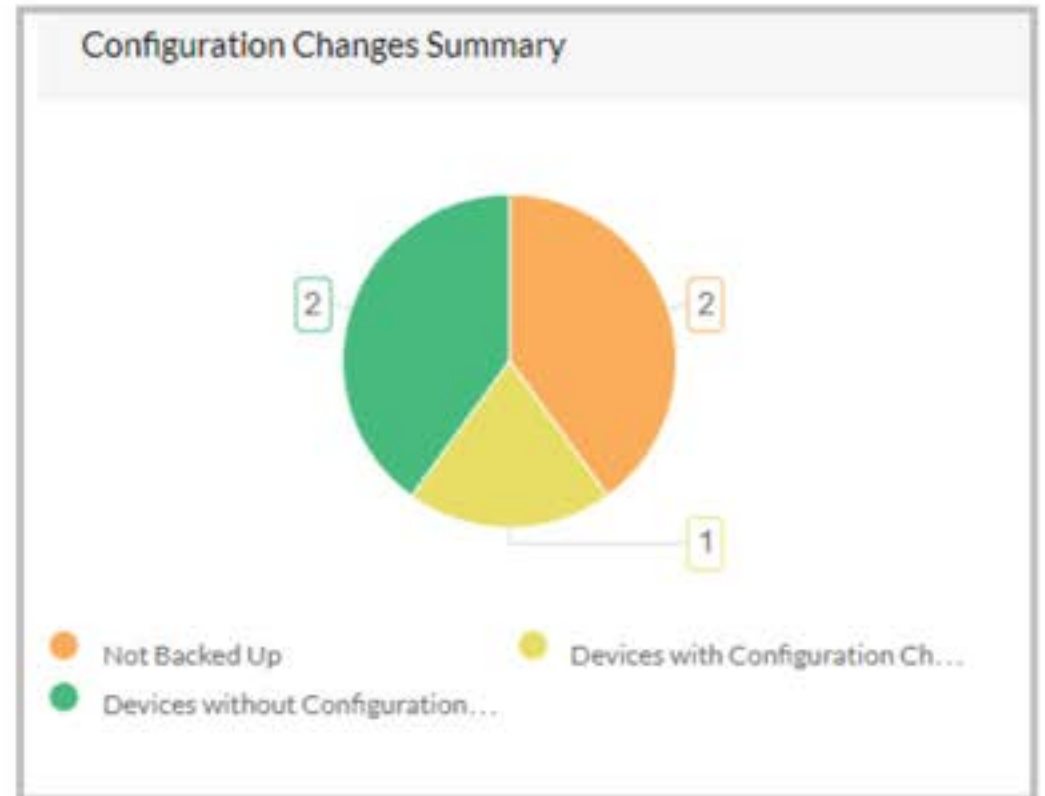 Configuration Changes Summary
2
2
1
Not Backed Up
Devices with Configuration Ch...
Devices without Configuration...